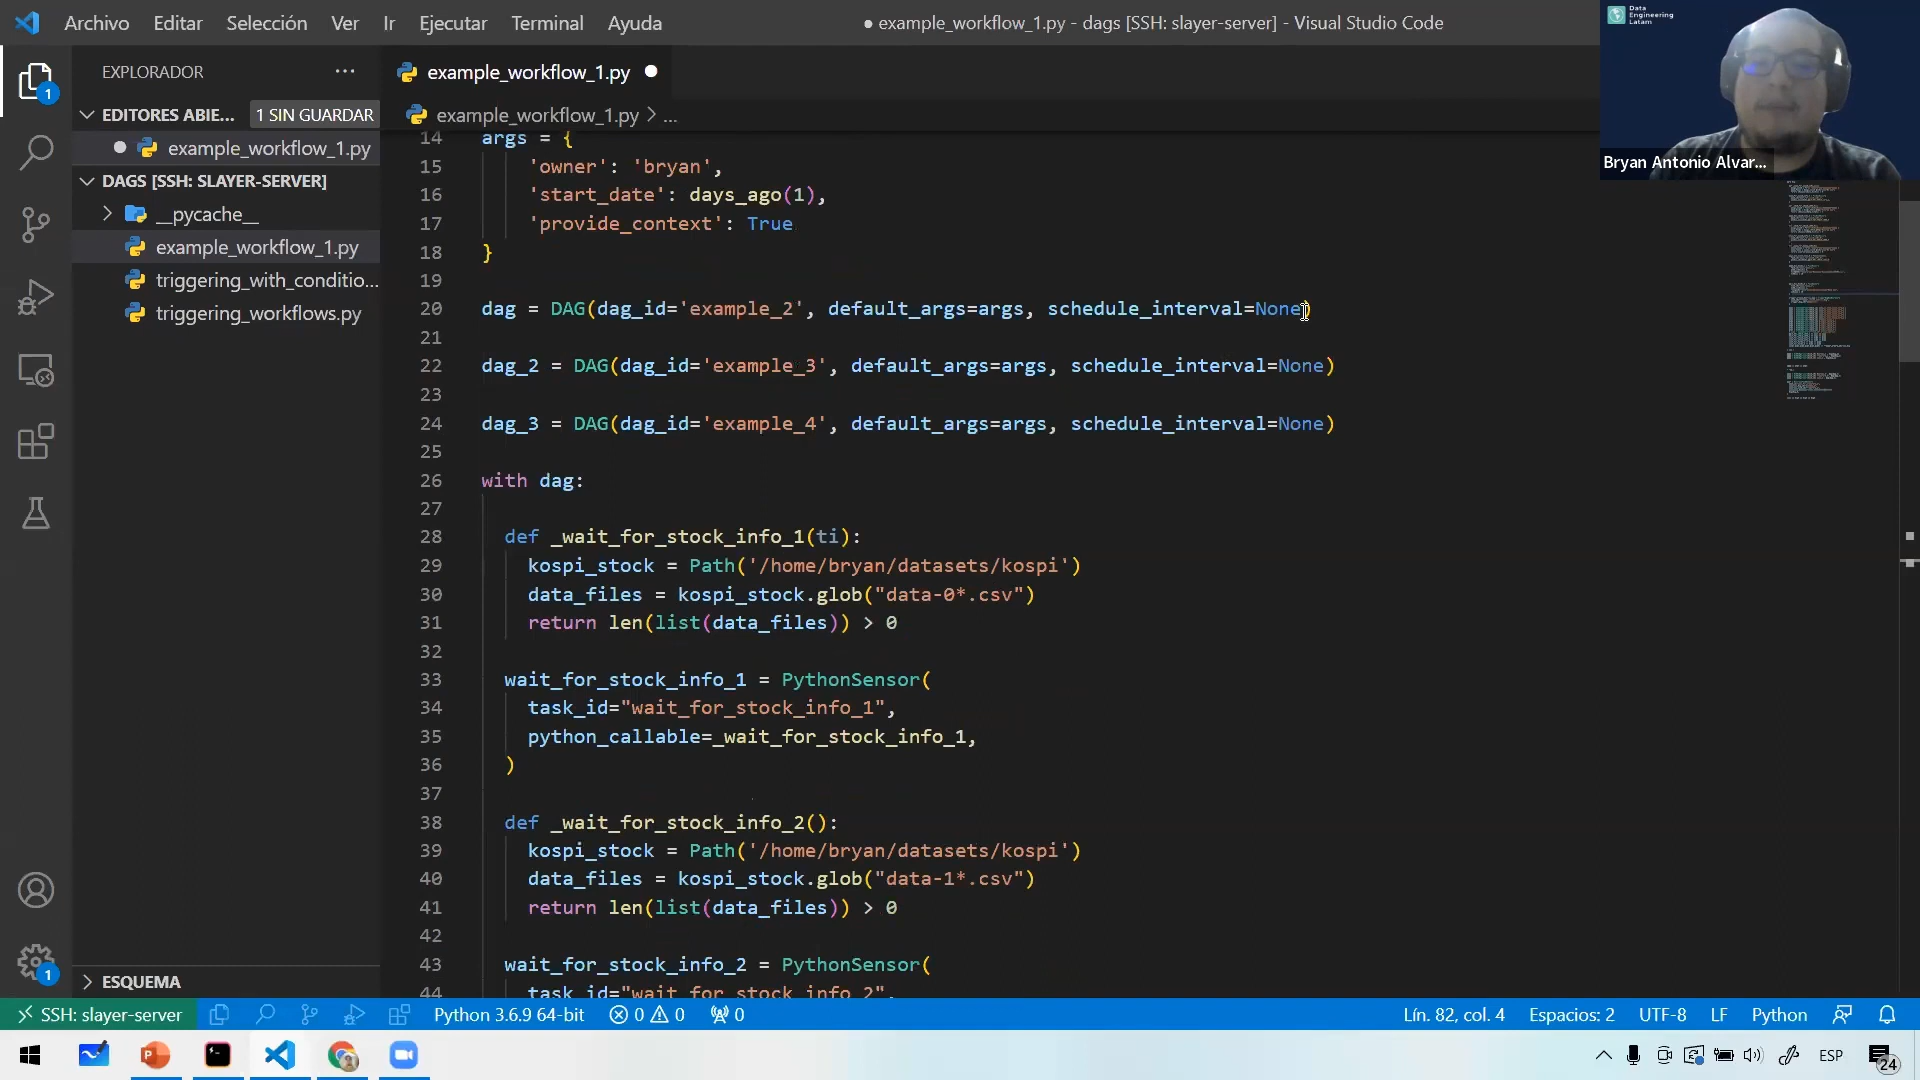 Archivo Editar Selección Ver Ir Ejecutar Terminal Ayuda
● example_workflow_1.py - dags [SSH: slayer-server] - Visual Studio Code
Data
Engineering
Latam
Bryan Antonio Alvar...
EXPLORADOR
EDITORES ABIE... 1 SIN GUARDAR
example_workflow_1.py
DAGS [SSH: SLAYER-SERVER]
__pycache__
example_workflow_1.py
triggering_with_conditio...
triggering_workflows.py
ESQUEMA
1
1
example_workflow_1.py
example_workflow_1.py > ...
14 args = {
15 'owner': 'bryan',
16 'start_date': days_ago(1),
17 'provide_context': True
18 }
19
20 dag = DAG(dag_id='example_2', default_args=args, schedule_interval=None)
21
22 dag_2 = DAG(dag_id='example_3', default_args=args, schedule_interval=None)
23
24 dag_3 = DAG(dag_id='example_4', default_args=args, schedule_interval=None)
25
26 with dag:
27
28 def _wait_for_stock_info_1(ti):
29 kospi_stock = Path('/home/bryan/datasets/kospi')
30 data_files = kospi_stock.glob("data-0*.csv")
31 return len(list(data_files)) > 0
32
33 wait_for_stock_info_1 = PythonSensor(
34 task_id="wait_for_stock_info_1",
35 python_callable=_wait_for_stock_info_1,
36 )
37
38 def _wait_for_stock_info_2():
39 kospi_stock = Path('/home/bryan/datasets/kospi')
40 data_files = kospi_stock.glob("data-1*.csv")
41 return len(list(data_files)) > 0
42
43 wait_for_stock_info_2 = PythonSensor(
44 task_id="wait_for_stock_info_2",
SSH: slayer-server Python 3.6.9 64-bit 0 0 0 Lín. 82, col. 4 Espacios: 2 UTF-8 LF Python
ESP 24